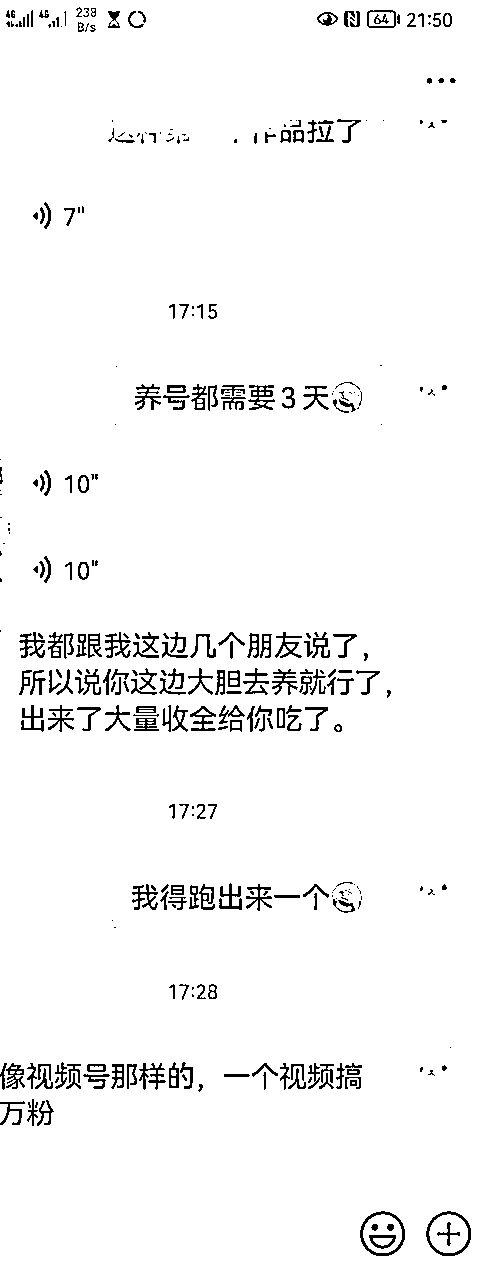 4G 4G 238 B/s 64 21:50
作品拉了
7"
17:15
养号都需要3天
10"
10"
我都跟我这边几个朋友说了，
所以说你这边大胆去养就行了，
出来了大量收全给你吃了。
17:27
我得跑出来一个
17:28
像视频号那样的，一个视频搞
万粉